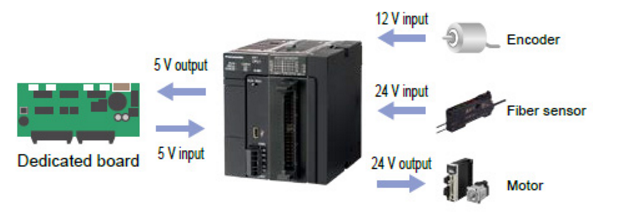 12 V input
Encoder
5 V output
24 V input
Fiber sensor
5 V input
Dedicated board
24 V output
Motor